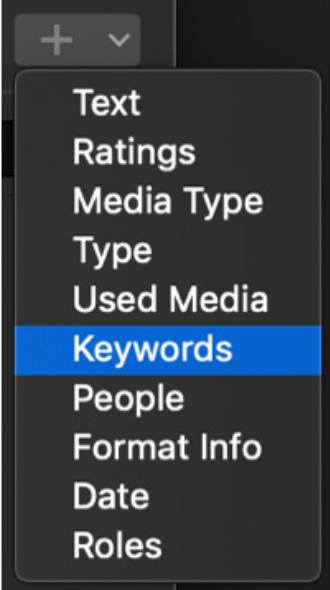 Text
Ratings
Media Type
Type
Used Media
Keywords
People
Format Info
Date
Roles